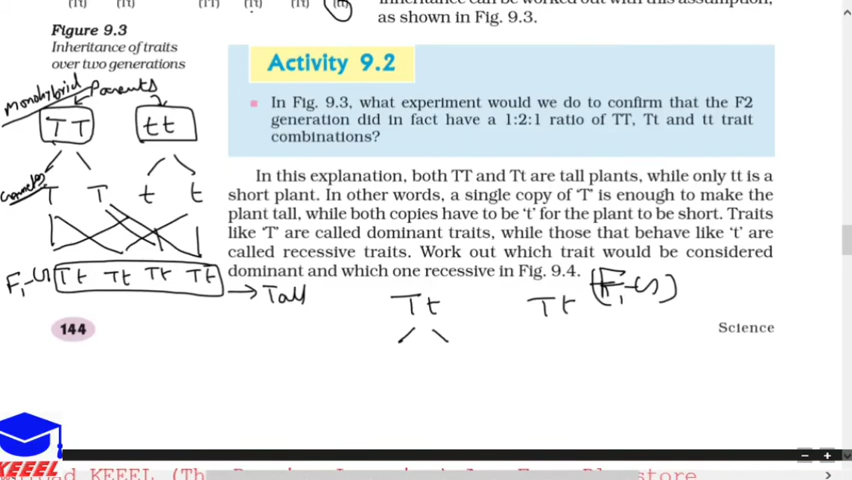 (tt) (Tt) (TT) (Tt) (Tt) (tt)
inheritance can be worked out with this assumption,
as shown in Fig. 9.3.
Figure 9.3
Inheritance of traits
over two generations
Activity 9.2
In Fig. 9.3, what experiment would we do to confirm that the F2
generation did in fact have a 1:2:1 ratio of TT, Tt and tt trait
combinations?
Monohybrid Parents
TT tt
Gametes T T t t
F1-G Tt Tt Tt Tt → Tall
In this explanation, both TT and Tt are tall plants, while only tt is a
short plant. In other words, a single copy of 'T' is enough to make the
plant tall, while both copies have to be 't' for the plant to be short. Traits
like 'T' are called dominant traits, while those that behave like 't' are
called recessive traits. Work out which trait would be considered
dominant and which one recessive in Fig. 9.4.
Tt Tt (F1-G)
144
Science
KEEEL